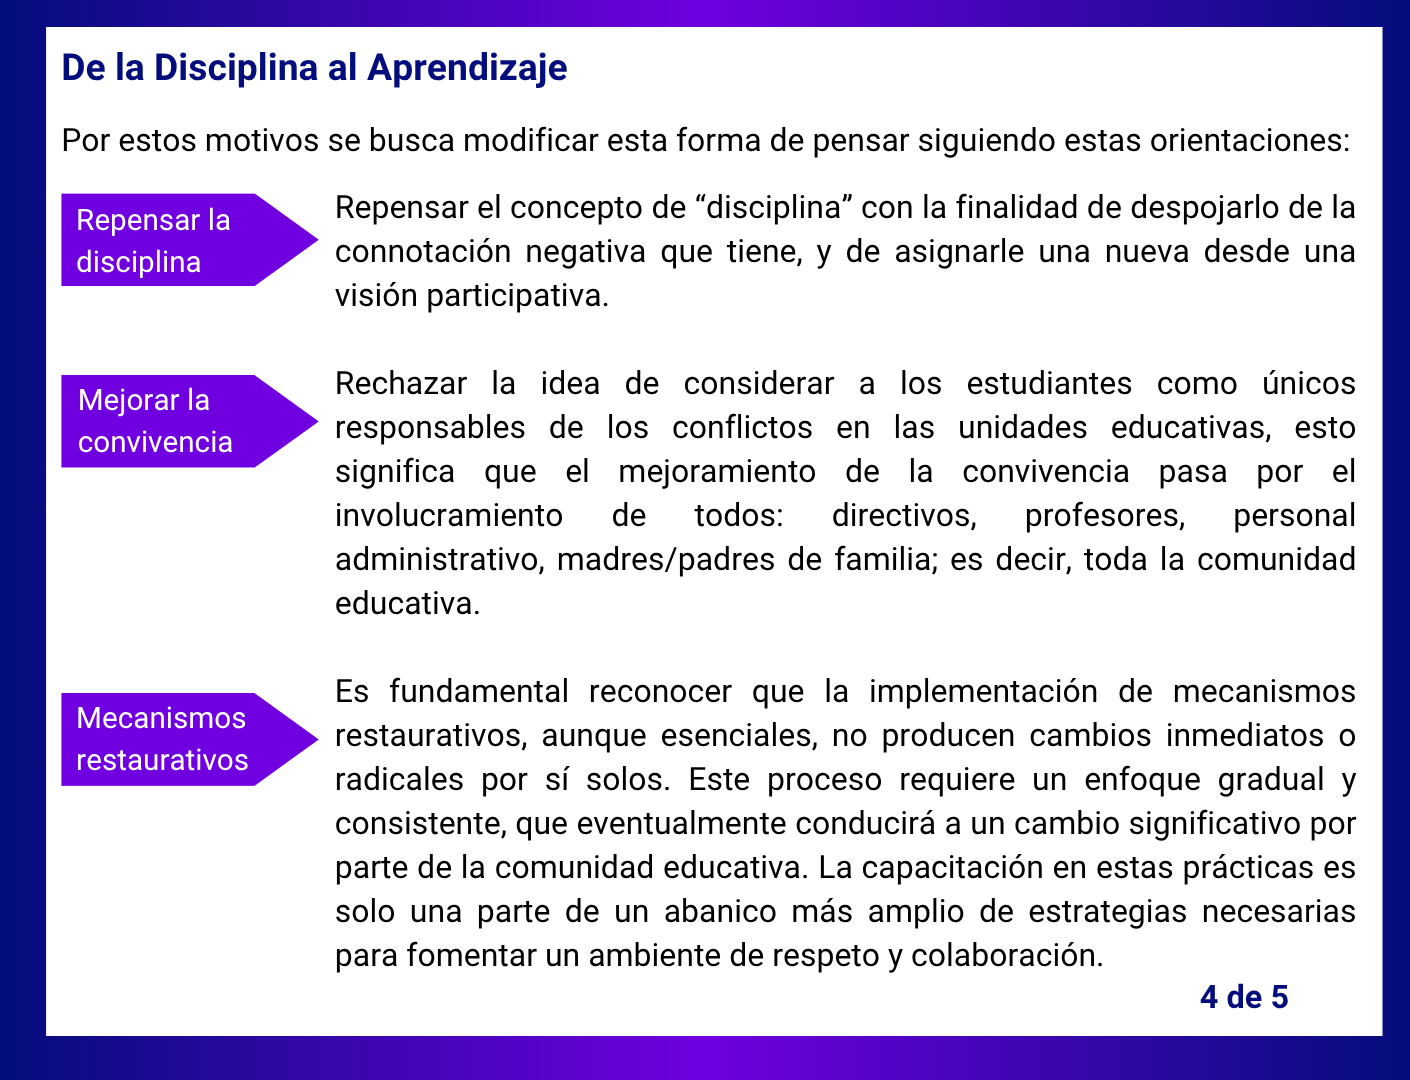 De la Disciplina al Aprendizaje
Por estos motivos se busca modificar esta forma de pensar siguiendo estas orientaciones:
Repensar la
disciplina
Repensar el concepto de “disciplina” con la finalidad de despojarlo de la
connotación negativa que tiene, y de asignarle una nueva desde una
visión participativa.
Mejorar la
convivencia
Rechazar la idea de considerar a los estudiantes como únicos
responsables de los conflictos en las unidades educativas, esto
significa que el mejoramiento de la convivencia pasa por el
involucramiento de todos: directivos, profesores, personal
administrativo, madres/padres de familia; es decir, toda la comunidad
educativa.
Mecanismos
restaurativos
Es fundamental reconocer que la implementación de mecanismos
restaurativos, aunque esenciales, no producen cambios inmediatos o
radicales por sí solos. Este proceso requiere un enfoque gradual y
consistente, que eventualmente conducirá a un cambio significativo por
parte de la comunidad educativa. La capacitación en estas prácticas es
solo una parte de un abanico más amplio de estrategias necesarias
para fomentar un ambiente de respeto y colaboración.
4 de 5